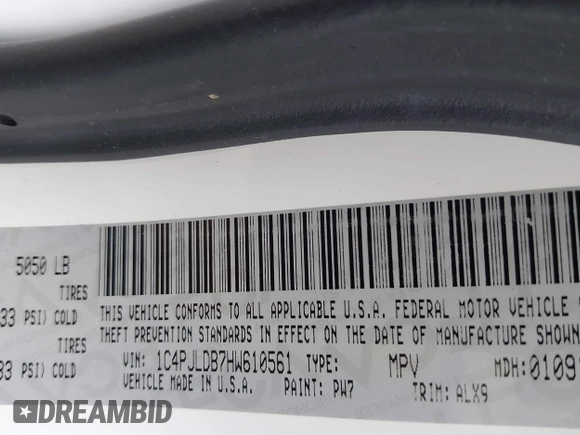 5050 LB
TIRES
33 PSI) COLD
THIS VEHICLE CONFORMS TO ALL APPLICABLE U.S.A. FEDERAL MOTOR VEHICLE
THEFT PREVENTION STANDARDS IN EFFECT ON THE DATE OF MANUFACTURE SHOWN
TIRES
33 PSI) COLD
VIN: 1C4PJLDB7HW610561 TYPE: MPV MDH: 0109
VEHICLE MADE IN U.S.A. PAINT: PW7 TRIM: ALX9
DREAMBID